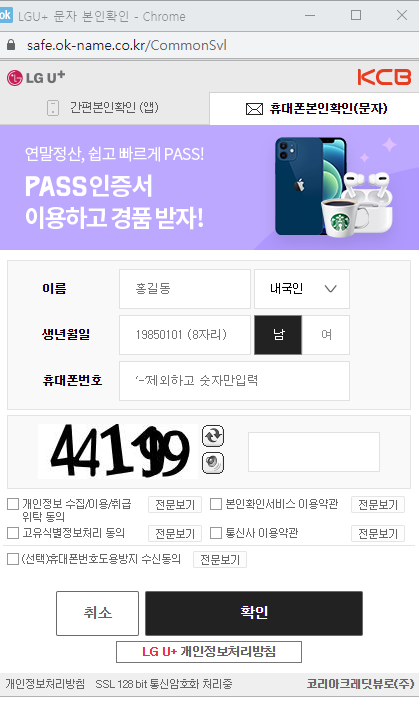 LGU+ 문자 본인확인 - Chrome
safe.ok-name.co.kr/CommonSvl
LG U+ KCB
간편본인확인 (앱) 휴대폰본인확인(문자)
연말정산, 쉽고 빠르게 PASS!
PASS인증서
이용하고 경품 받자!
이름 홍길동 내국인
생년월일 19850101 (8자리) 남 여
휴대폰번호 '-'제외하고 숫자만입력
개인정보 수집/이용/취급 위탁 동의 전문보기 본인확인서비스 이용약관 전문보기
고유식별정보처리 동의 전문보기 통신사 이용약관 전문보기
(선택)휴대폰번호도용방지 수신동의 전문보기
취소 확인
LG U+ 개인정보처리방침
개인정보처리방침 SSL 128 bit 통신암호화 처리중 코리아크레딧뷰로(주)